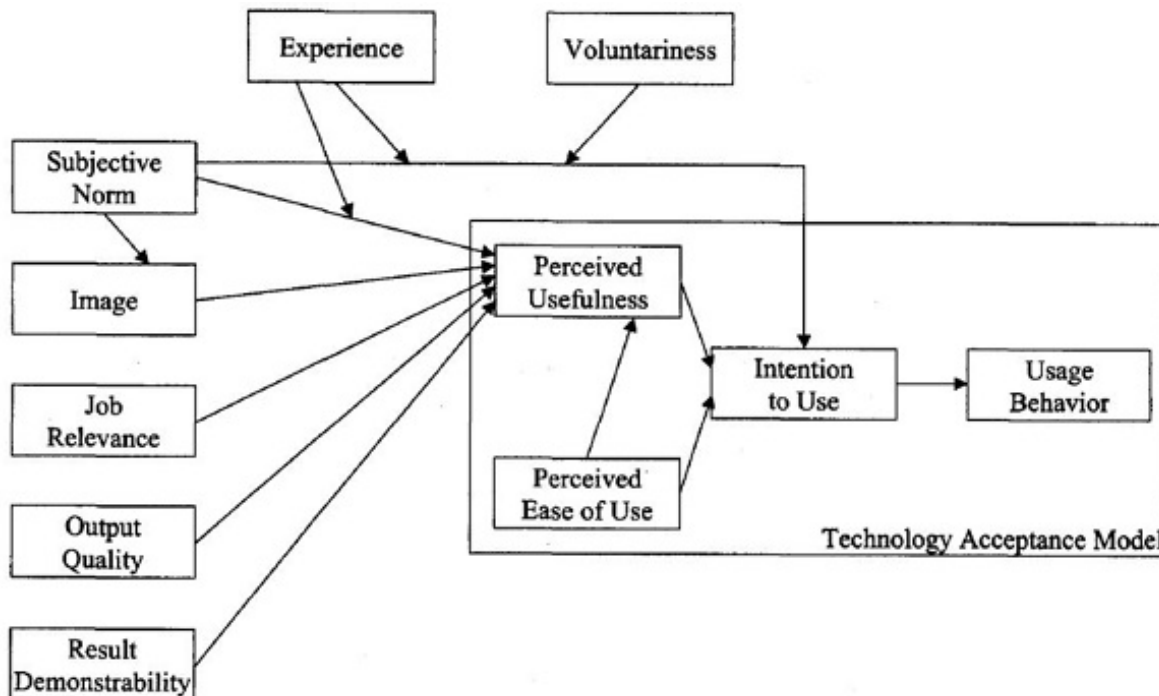 Experience
Voluntariness
Subjective
Norm
Image
Job
Relevance
Output
Quality
Result
Demonstrability
Perceived
Usefulness
Perceived
Ease of Use
Intention
to Use
Usage
Behavior
Technology Acceptance Model